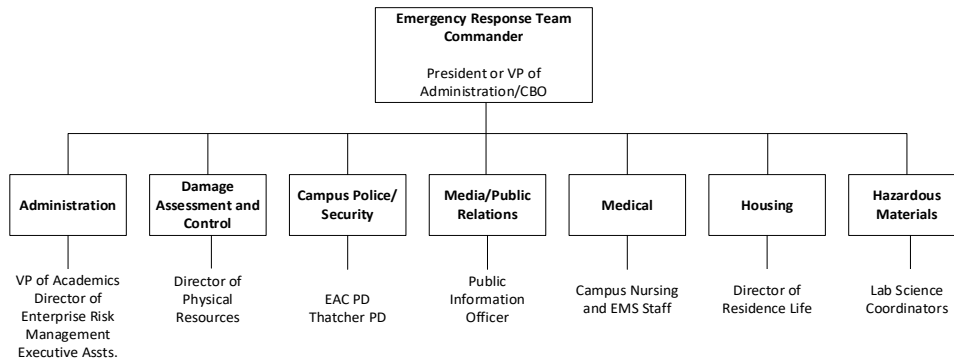 Emergency Response Team
Commander
President or VP of
Administration/CBO
Administration
Damage
Assessment and
Control
Campus Police/
Security
Media/Public
Relations
Medical
Housing
Hazardous
Materials
VP of Academics
Director of
Enterprise Risk
Management
Executive Assts.
Director of
Physical
Resources
EAC PD
Thatcher PD
Public
Information
Officer
Campus Nursing
and EMS Staff
Director of
Residence Life
Lab Science
Coordinators